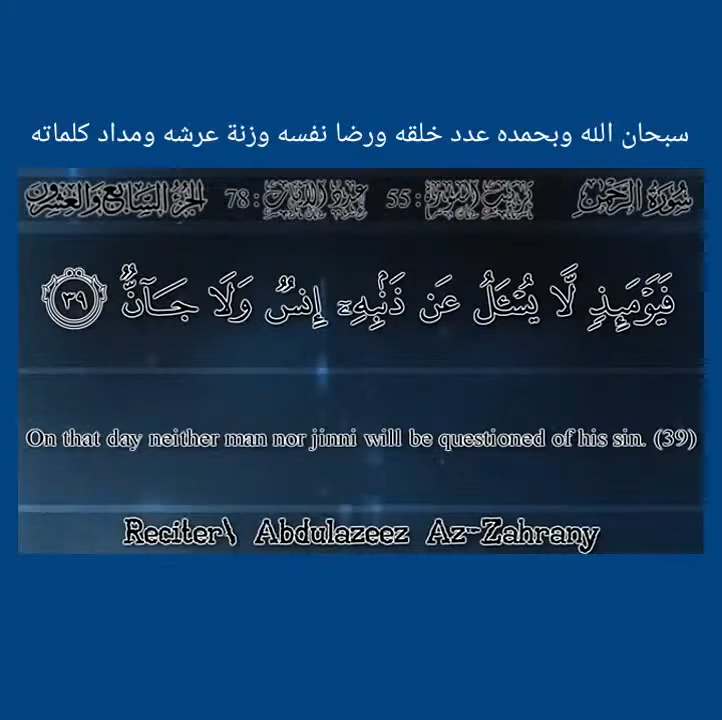 سبحان الله وبحمده عدد خلقه ورضا نفسه وزنة عرشه ومداد كلماته
سورة الرحمن ترتيب السورة : 55 عدد الآيات : 78 الجزء السابع والعشرون
فَيَوْمَئِذٍ لَّا يُسْـَٔلُ عَن ذَنۢبِهِۦٓ إِنسٌ وَلَا جَآنٌّ ٣٩
On that day neither man nor jinni will be questioned of his sin. (39)
Reciter\ Abdulazeez Az-Zahrany